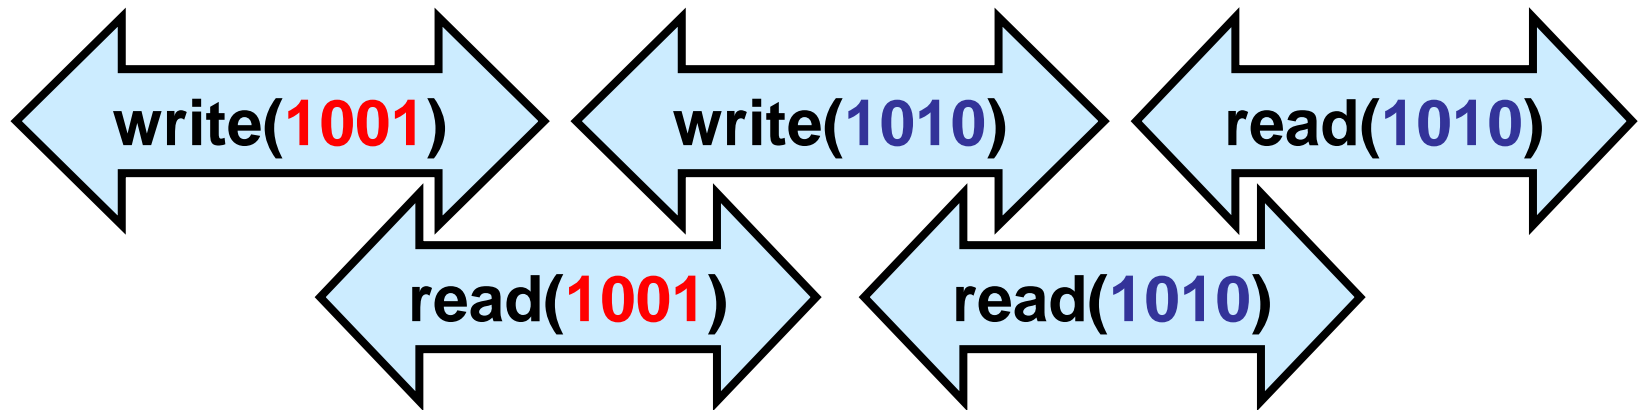 write(1001) write(1010) read(1010)
read(1001) read(1010)